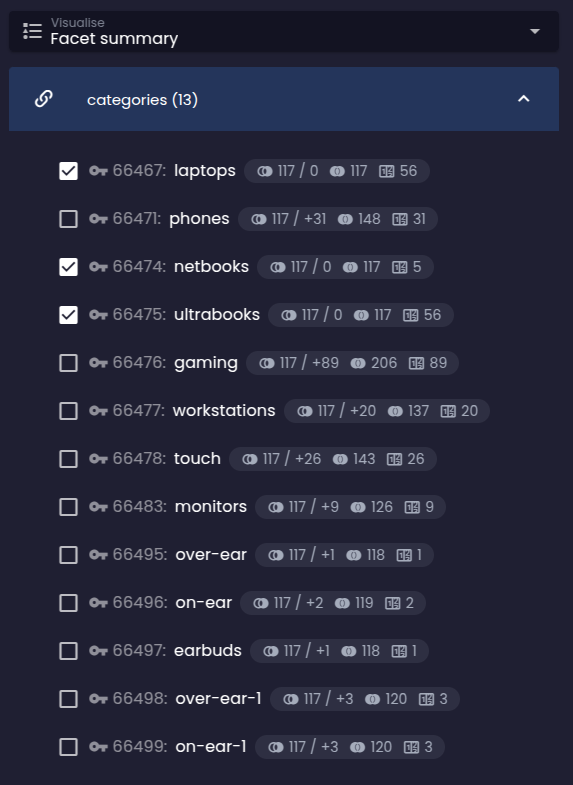 Visualise
Facet summary
categories (13)
66467: laptops 117 / 0 117 56
66471: phones 117 / +31 148 31
66474: netbooks 117 / 0 117 5
66475: ultrabooks 117 / 0 117 56
66476: gaming 117 / +89 206 89
66477: workstations 117 / +20 137 20
66478: touch 117 / +26 143 26
66483: monitors 117 / +9 126 9
66495: over-ear 117 / +1 118 1
66496: on-ear 117 / +2 119 2
66497: earbuds 117 / +1 118 1
66498: over-ear-1 117 / +3 120 3
66499: on-ear-1 117 / +3 120 3